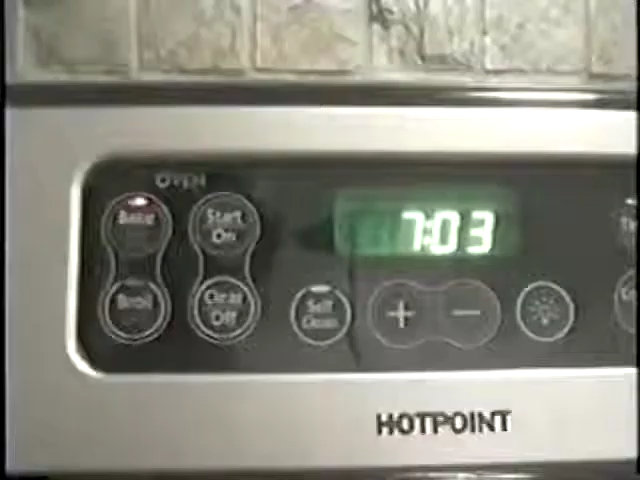 OVEN
Bake
Start
On
7:03
Broil
Clear
Off
Self
Clean
+
−
HOTPOINT